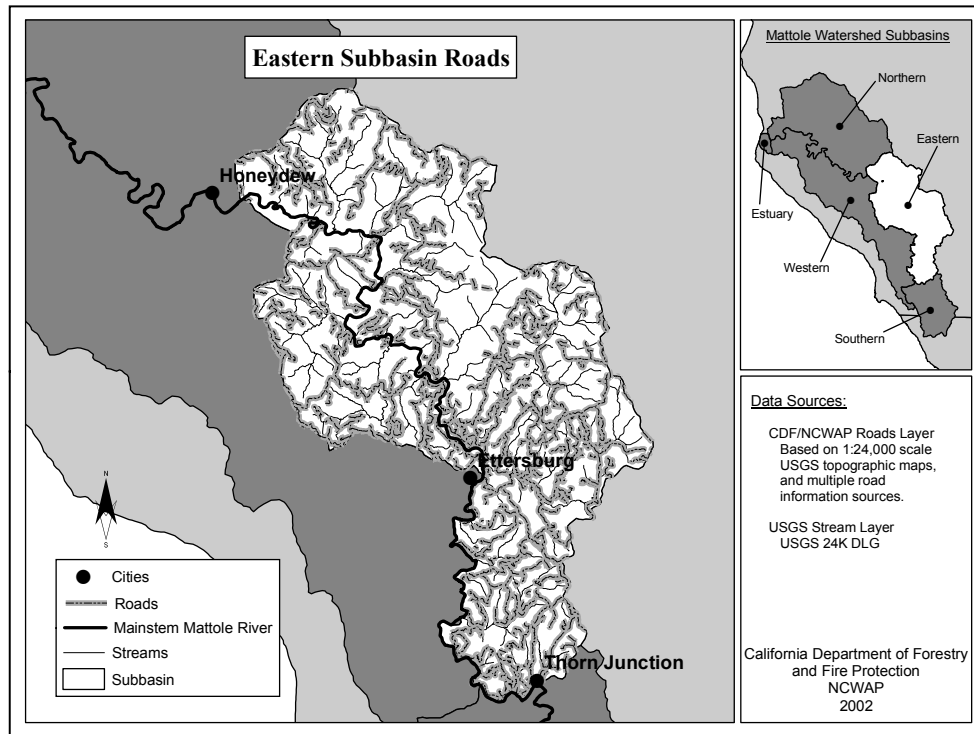 Eastern Subbasin Roads
Honeydew
Ettersburg
Thorn Junction
N
S
Cities
Roads
Mainstem Mattole River
Streams
Subbasin
Mattole Watershed Subbasins
Northern
Eastern
Estuary
Western
Southern
Data Sources:
CDF/NCWAP Roads Layer
Based on 1:24,000 scale
USGS topographic maps,
and multiple road
information sources.
USGS Stream Layer
USGS 24K DLG
California Department of Forestry
and Fire Protection
NCWAP
2002